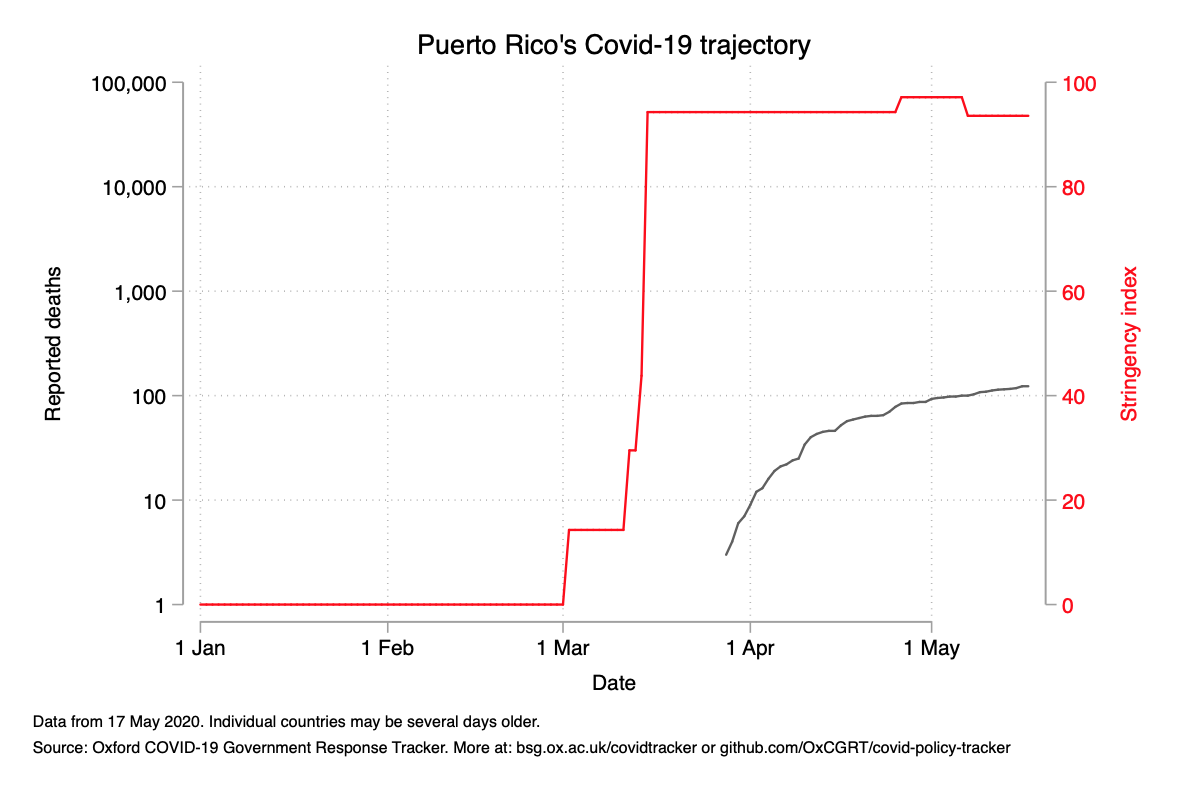 Puerto Rico's Covid-19 trajectory
100,000
10,000
1,000
100
10
1
Reported deaths
100
80
60
40
20
0
Stringency index
1 Jan
1 Feb
1 Mar
1 Apr
1 May
Date
Data from 17 May 2020. Individual countries may be several days older.
Source: Oxford COVID-19 Government Response Tracker. More at: bsg.ox.ac.uk/covidtracker or github.com/OxCGRT/covid-policy-tracker